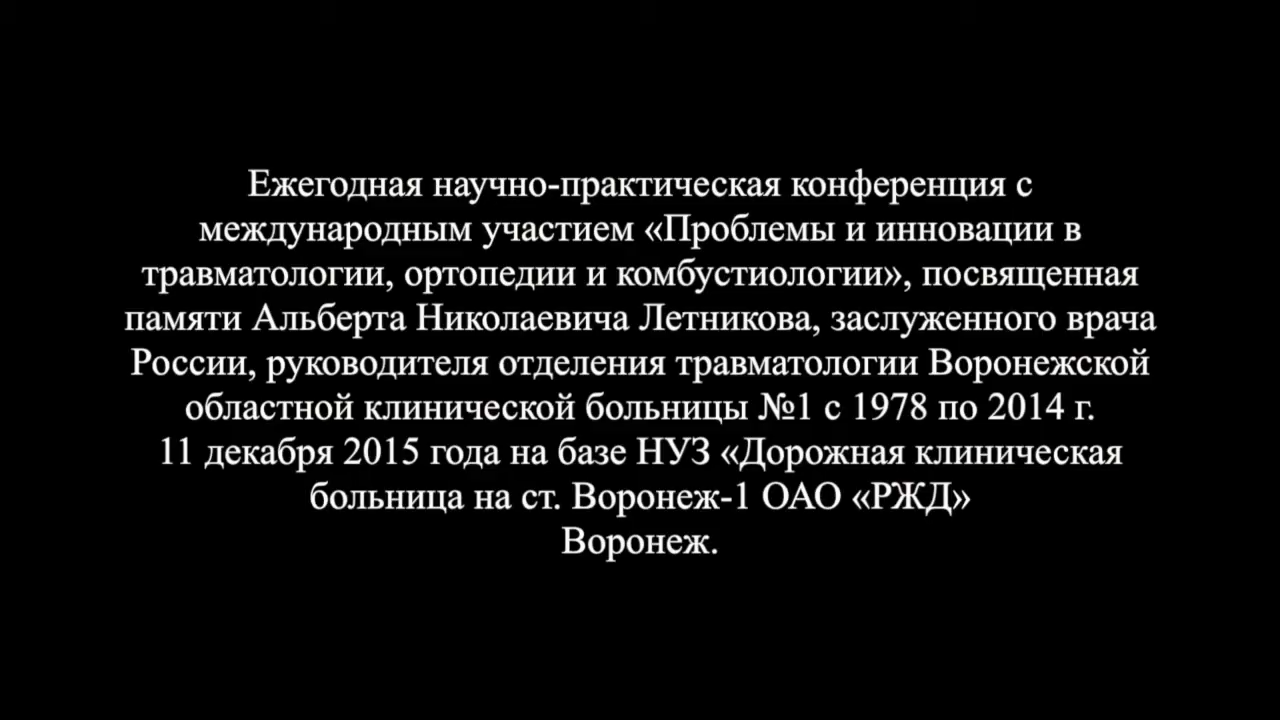 Ежегодная научно-практическая конференция с
международным участием «Проблемы и инновации в
травматологии, ортопедии и комбустиологии», посвященная
памяти Альберта Николаевича Летникова, заслуженного врача
России, руководителя отделения травматологии Воронежской
областной клинической больницы №1 с 1978 по 2014 г.
11 декабря 2015 года на базе НУЗ «Дорожная клиническая
больница на ст. Воронеж-1 ОАО «РЖД»
Воронеж.